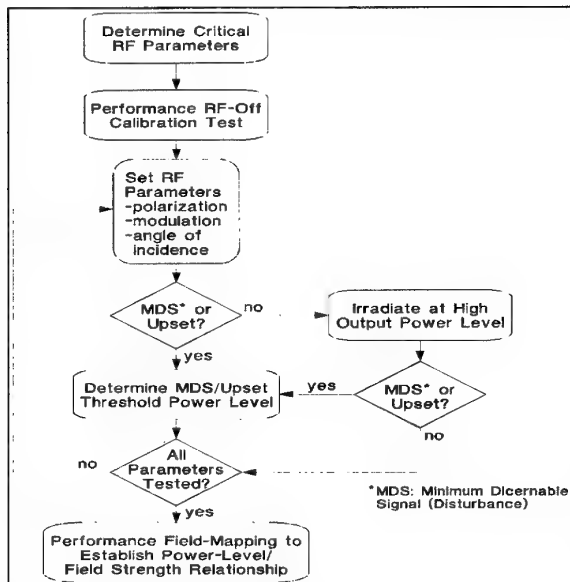 Determine Critical
RF Parameters
Performance RF-Off
Calibration Test
Set RF
Parameters
-polarization
-modulation
-angle of
incidence
MDS* or
Upset?
no
Irradiate at High
Output Power Level
yes
Determine MDS/Upset
Threshold Power Level
yes
MDS* or
Upset?
no
All
Parameters
Tested?
no
yes
*MDS: Minimum Dicernable
Signal (Disturbance)
Performance Field-Mapping to
Establish Power-Level/
Field Strength Relationship